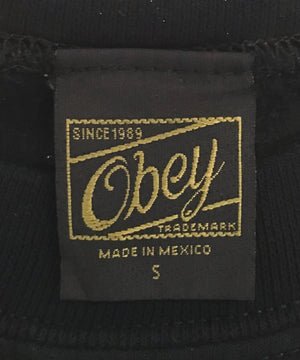 SINCE 1989
Obey
TRADEMARK
MADE IN MEXICO
S